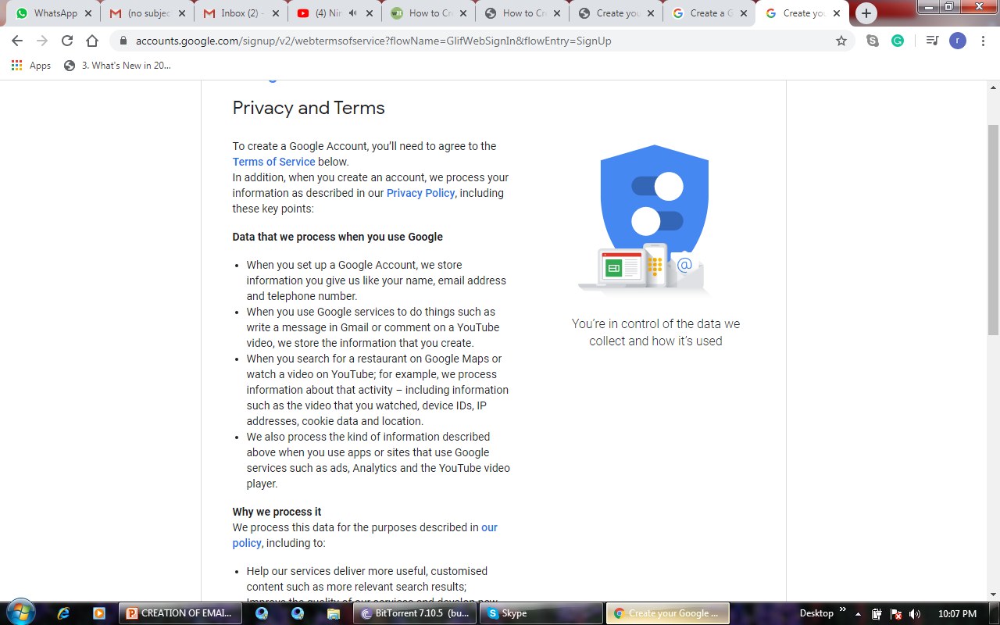 WhatsApp
(no subjec
Inbox (2) -
(4) Nin
How to Cr
How to Cr
Create you
Create a G
Create you
accounts.google.com/signup/v2/webtermsofservice?flowName=GlifWebSignIn&flowEntry=SignUp
r
Apps
3. What's New in 20...
Privacy and Terms
To create a Google Account, you’ll need to agree to the
Terms of Service below.
In addition, when you create an account, we process your
information as described in our Privacy Policy, including
these key points:
Data that we process when you use Google
• When you set up a Google Account, we store
information you give us like your name, email address
and telephone number.
• When you use Google services to do things such as
write a message in Gmail or comment on a YouTube
video, we store the information that you create.
• When you search for a restaurant on Google Maps or
watch a video on YouTube; for example, we process
information about that activity – including information
such as the video that you watched, device IDs, IP
addresses, cookie data and location.
• We also process the kind of information described
above when you use apps or sites that use Google
services such as ads, Analytics and the YouTube video
player.
Why we process it
We process this data for the purposes described in our
policy, including to:
• Help our services deliver more useful, customised
content such as more relevant search results;
• Improve the quality of our services and develop new
@
You’re in control of the data we
collect and how it’s used
CREATION OF EMAI...
BitTorrent 7.10.5 (bu...
Skype
Create your Google ...
Desktop
10:07 PM